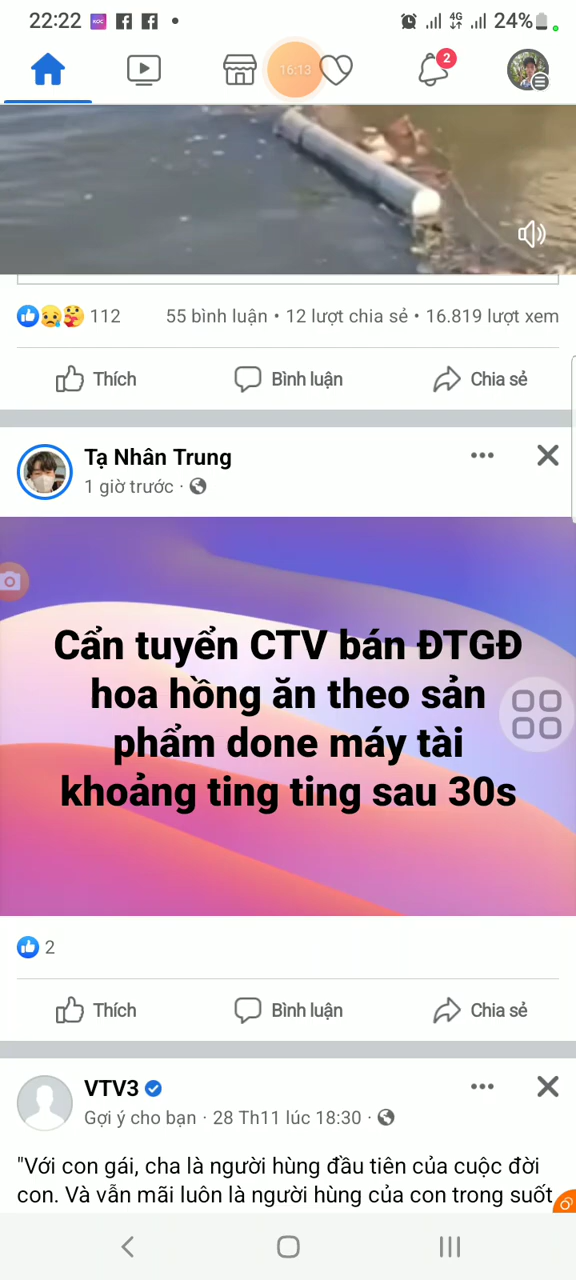 22:22
4G
24%
16:13
2
112
55 bình luận • 12 lượt chia sẻ • 16.819 lượt xem
Thích
Bình luận
Chia sẻ
Tạ Nhân Trung
1 giờ trước ·
Cẩn tuyển CTV bán ĐTGĐ
hoa hồng ăn theo sản
phẩm done máy tài
khoảng ting ting sau 30s
2
Thích
Bình luận
Chia sẻ
VTV3
Gợi ý cho bạn · 28 Th11 lúc 18:30 ·
"Với con gái, cha là người hùng đầu tiên của cuộc đời
con. Và vẫn mãi luôn là người hùng của con trong suốt